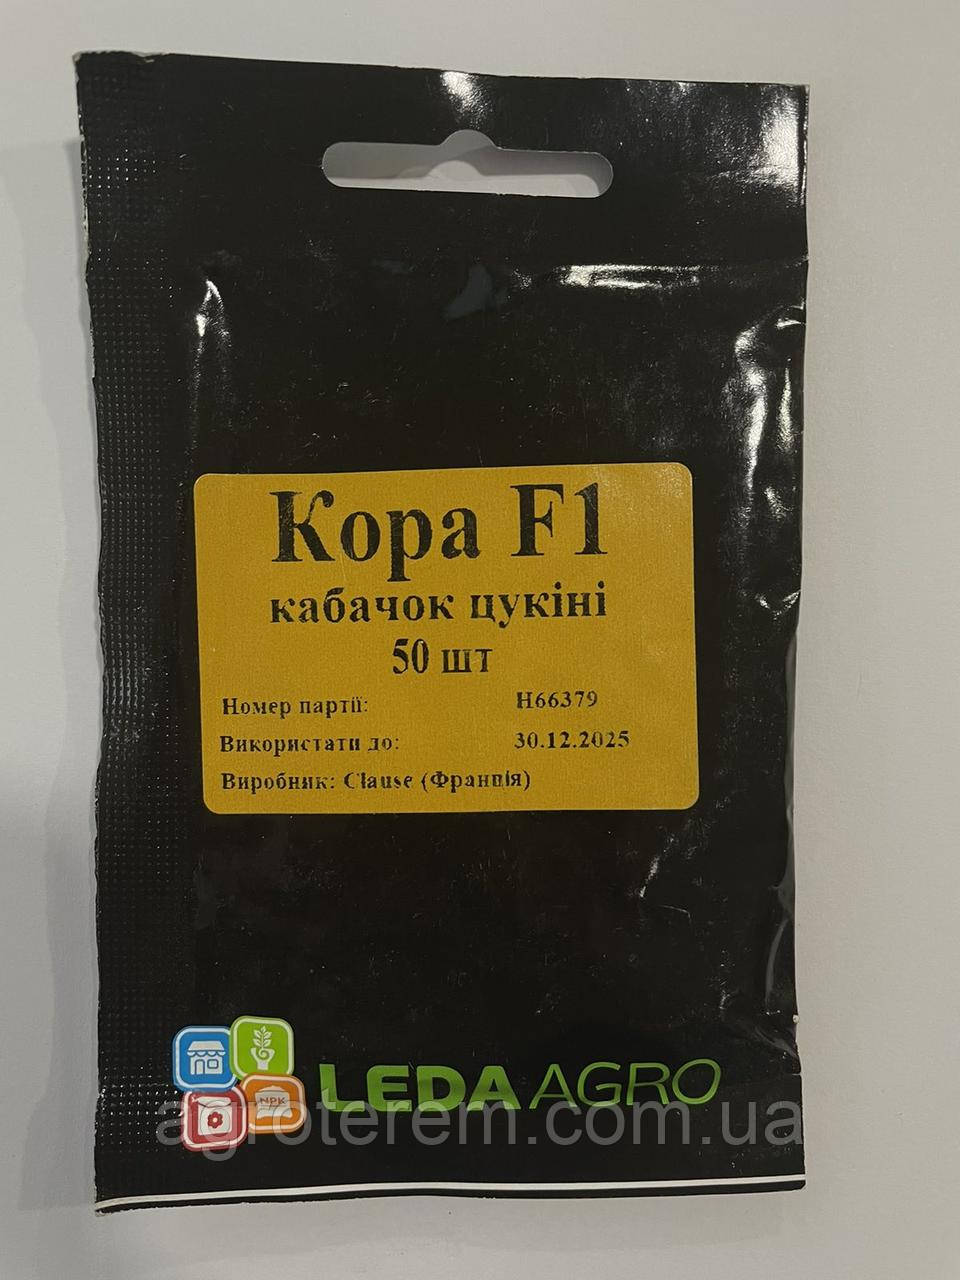 Кора F1
кабачок цукіні
50 шт
Номер партії: H66379
Використати до: 30.12.2025
Виробник: Clause (Франція)
NPK
LEDA AGRO
agroterem.com.ua